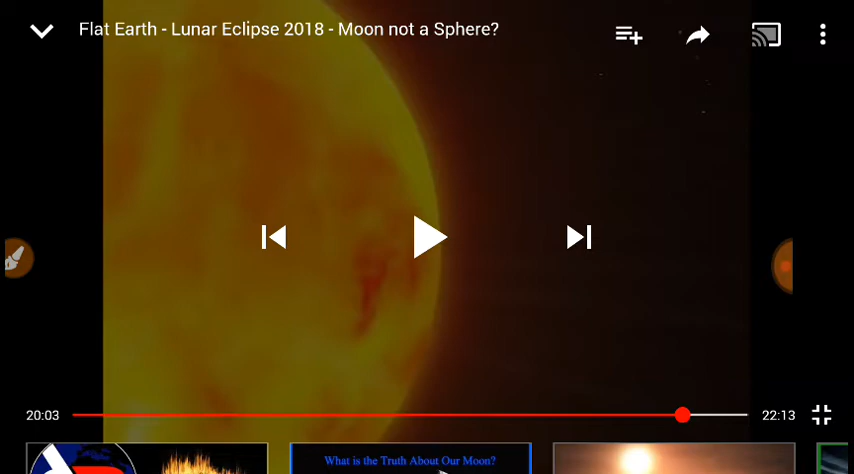 Flat Earth - Lunar Eclipse 2018 - Moon not a Sphere?
20:03
22:13
What is the Truth About Our Moon?